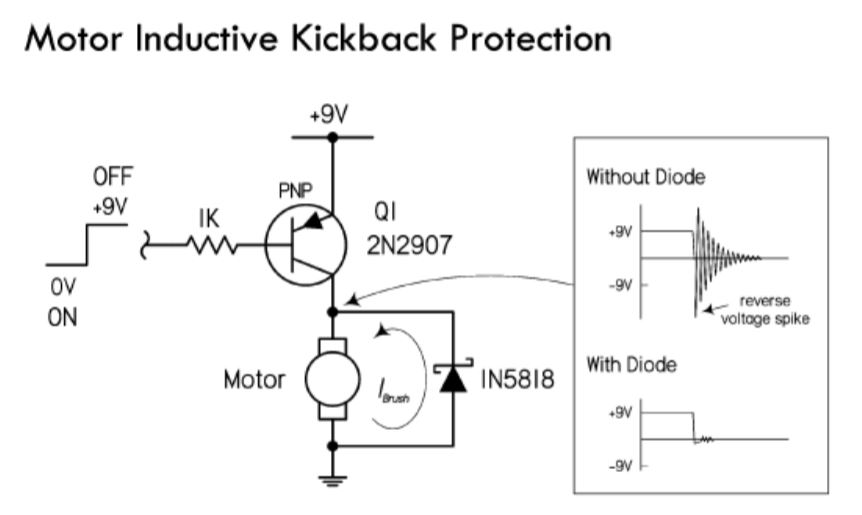 Motor Inductive Kickback Protection
+9V
OFF
+9V
0V
ON
1K
PNP
Q1
2N2907
Motor
IBrush
IN5818
Without Diode
+9V
-9V
reverse
voltage spike
With Diode
+9V
-9V